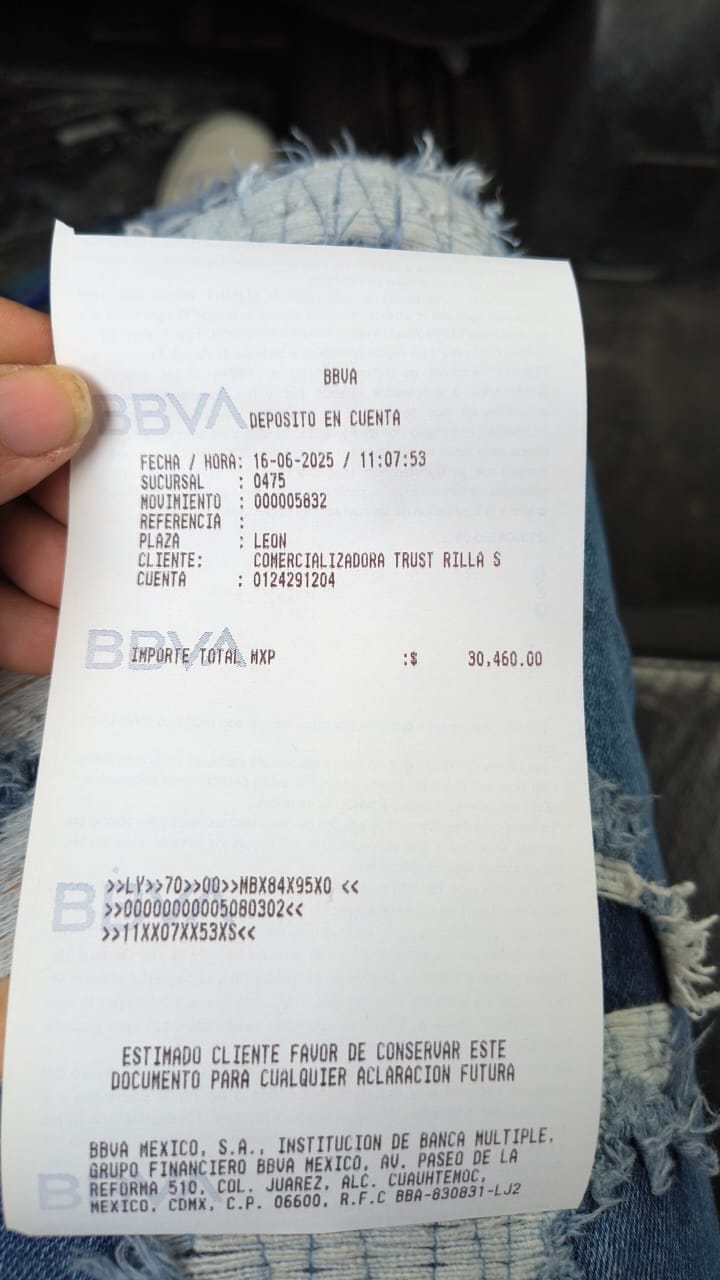 BBVA
BBVA
DEPOSITO EN CUENTA
FECHA / HORA: 16-06-2025 / 11:07:53
SUCURSAL : 0475
MOVIMIENTO : 000005832
REFERENCIA :
PLAZA : LEON
CLIENTE: COMERCIALIZADORA TRUST RILLA S
CUENTA : 0124291204
BBVA
IMPORTE TOTAL MXP :$ 30,460.00
>>LY>>70>>00>>MBX84X95X0 <<
>>00000000005080302<<
>>11XX07XX53XS<<
ESTIMADO CLIENTE FAVOR DE CONSERVAR ESTE
DOCUMENTO PARA CUALQUIER ACLARACION FUTURA
BBVA MEXICO, S.A., INSTITUCION DE BANCA MULTIPLE,
GRUPO FINANCIERO BBVA MEXICO, AV. PASEO DE LA
REFORMA 510, COL. JUAREZ, ALC. CUAUHTEMOC,
MEXICO. CDMX, C.P. 06600, R.F.C BBA-830831-LJ2